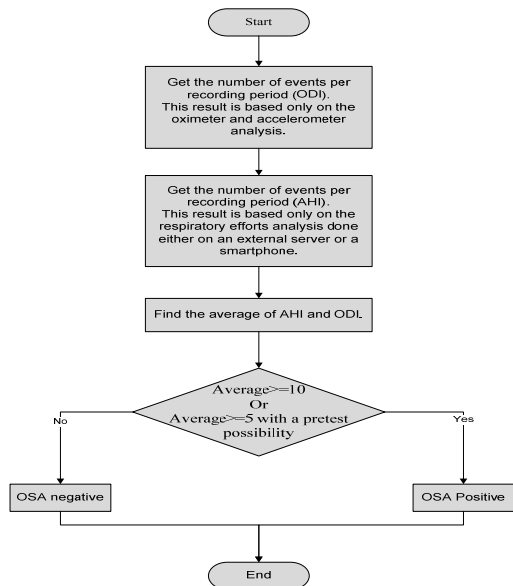 Start
Get the number of events per
recording period (ODI).
This result is based only on the
oximeter and accelerometer
analysis.
Get the number of events per
recording period (AHI).
This result is based only on the
respiratory efforts analysis done
either on an external server or a
smartphone.
Find the average of AHI and ODI.
Average>=10
Or
Average>=5 with a pretest
possibility
No
Yes
OSA negative
OSA Positive
End